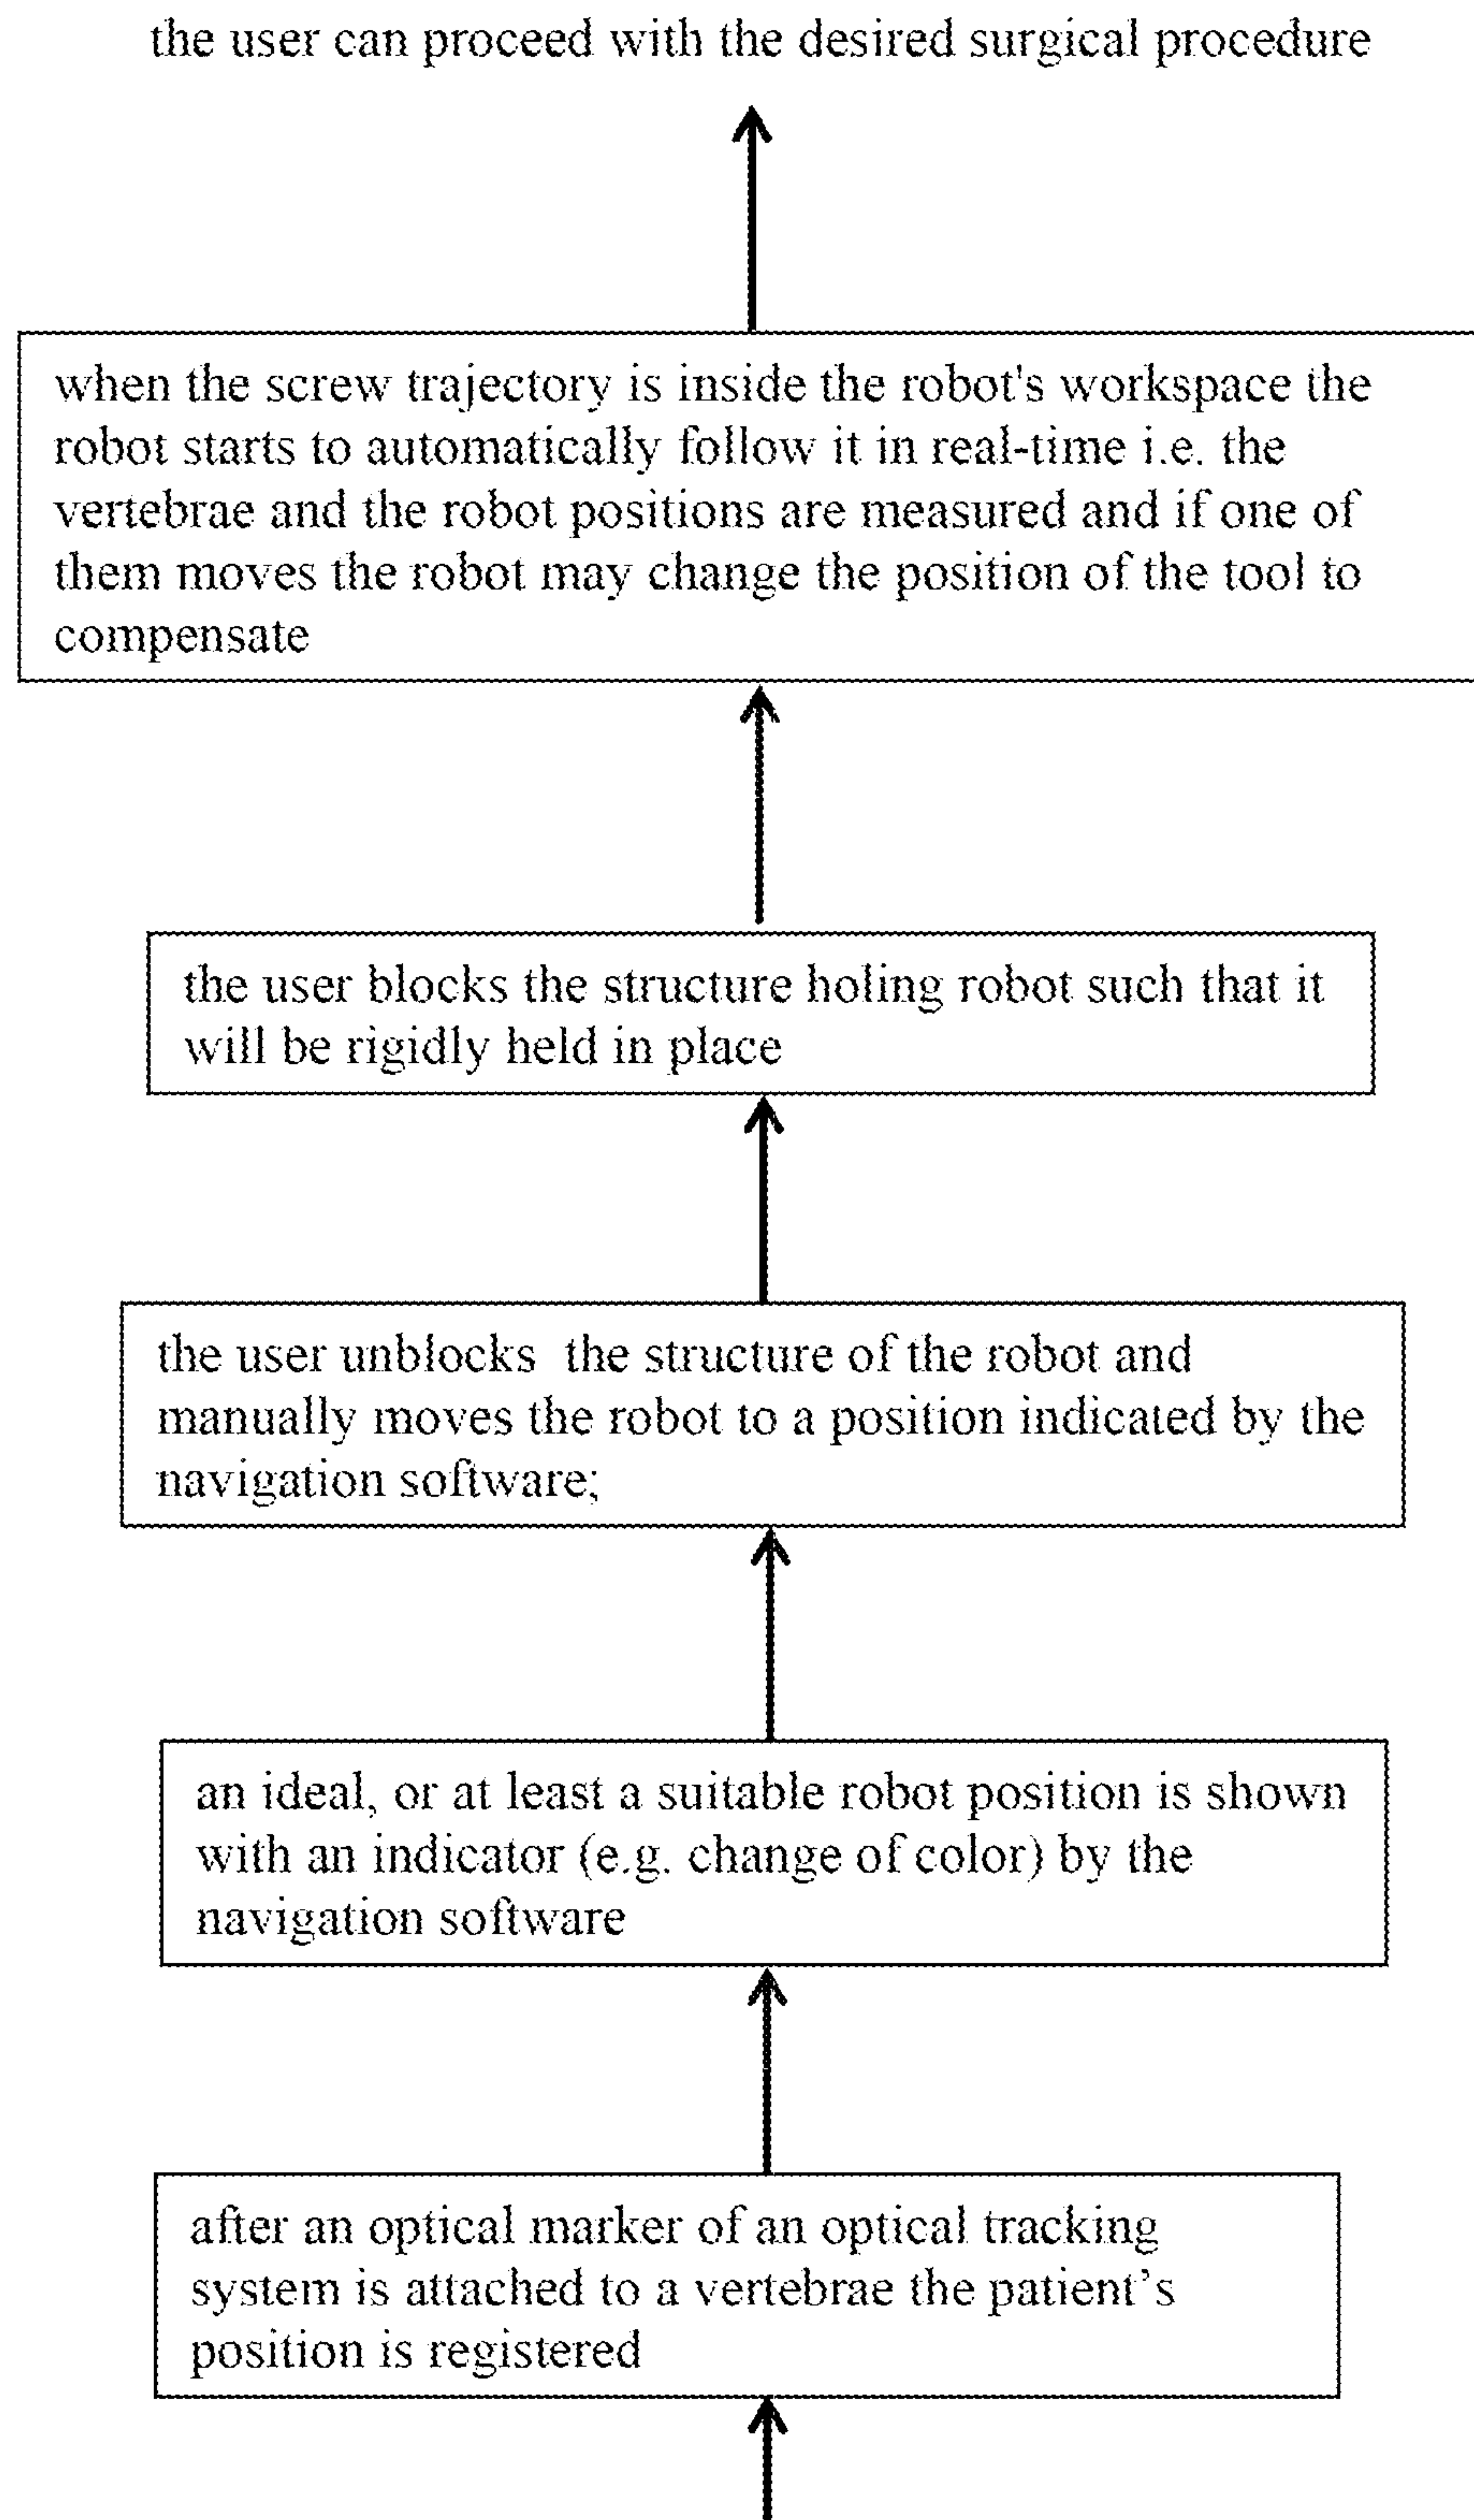 the user can proceed with the desired surgical procedure
when the screw trajectory is inside the robot's workspace the
robot starts to automatically follow it in real-time i.e. the
vertebrae and the robot positions are measured and if one of
them moves the robot may change the position of the tool to
compensate
the user blocks the structure holing robot such that it
will be rigidly held in place
the user unblocks the structure of the robot and
manually moves the robot to a position indicated by the
navigation software;
an ideal, or at least a suitable robot position is shown
with an indicator (e.g. change of color) by the
navigation software
after an optical marker of an optical tracking
system is attached to a vertebrae the patient’s
position is registered